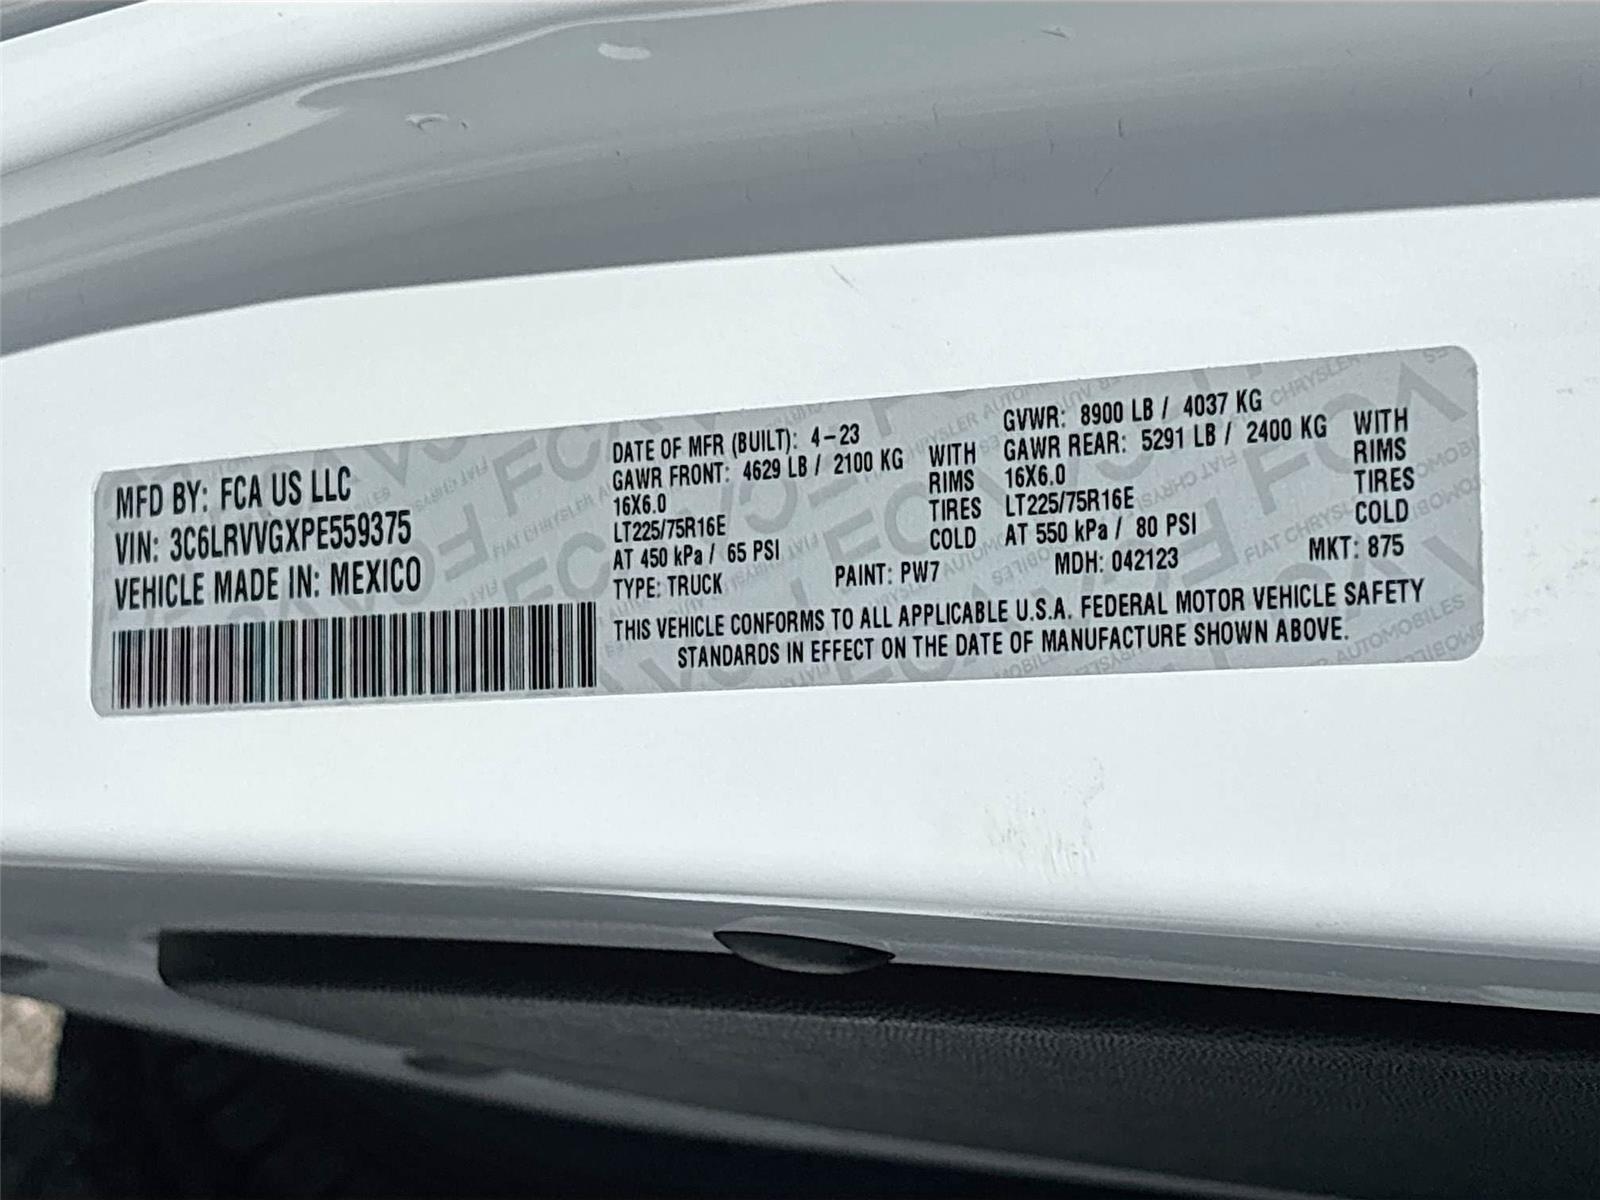 MFD BY: FCA US LLC
VIN: 3C6LRVVGXPE559375
VEHICLE MADE IN: MEXICO
DATE OF MFR (BUILT): 4-23
GAWR FRONT: 4629 LB / 2100 KG WITH
16X6.0 RIMS
LT225/75R16E TIRES
AT 450 kPa / 65 PSI COLD
TYPE: TRUCK
GVWR: 8900 LB / 4037 KG
GAWR REAR: 5291 LB / 2400 KG WITH
16X6.0 RIMS
LT225/75R16E TIRES
AT 550 kPa / 80 PSI COLD
PAINT: PW7 MDH: 042123 MKT: 875
THIS VEHICLE CONFORMS TO ALL APPLICABLE U.S.A. FEDERAL MOTOR VEHICLE SAFETY
STANDARDS IN EFFECT ON THE DATE OF MANUFACTURE SHOWN ABOVE.